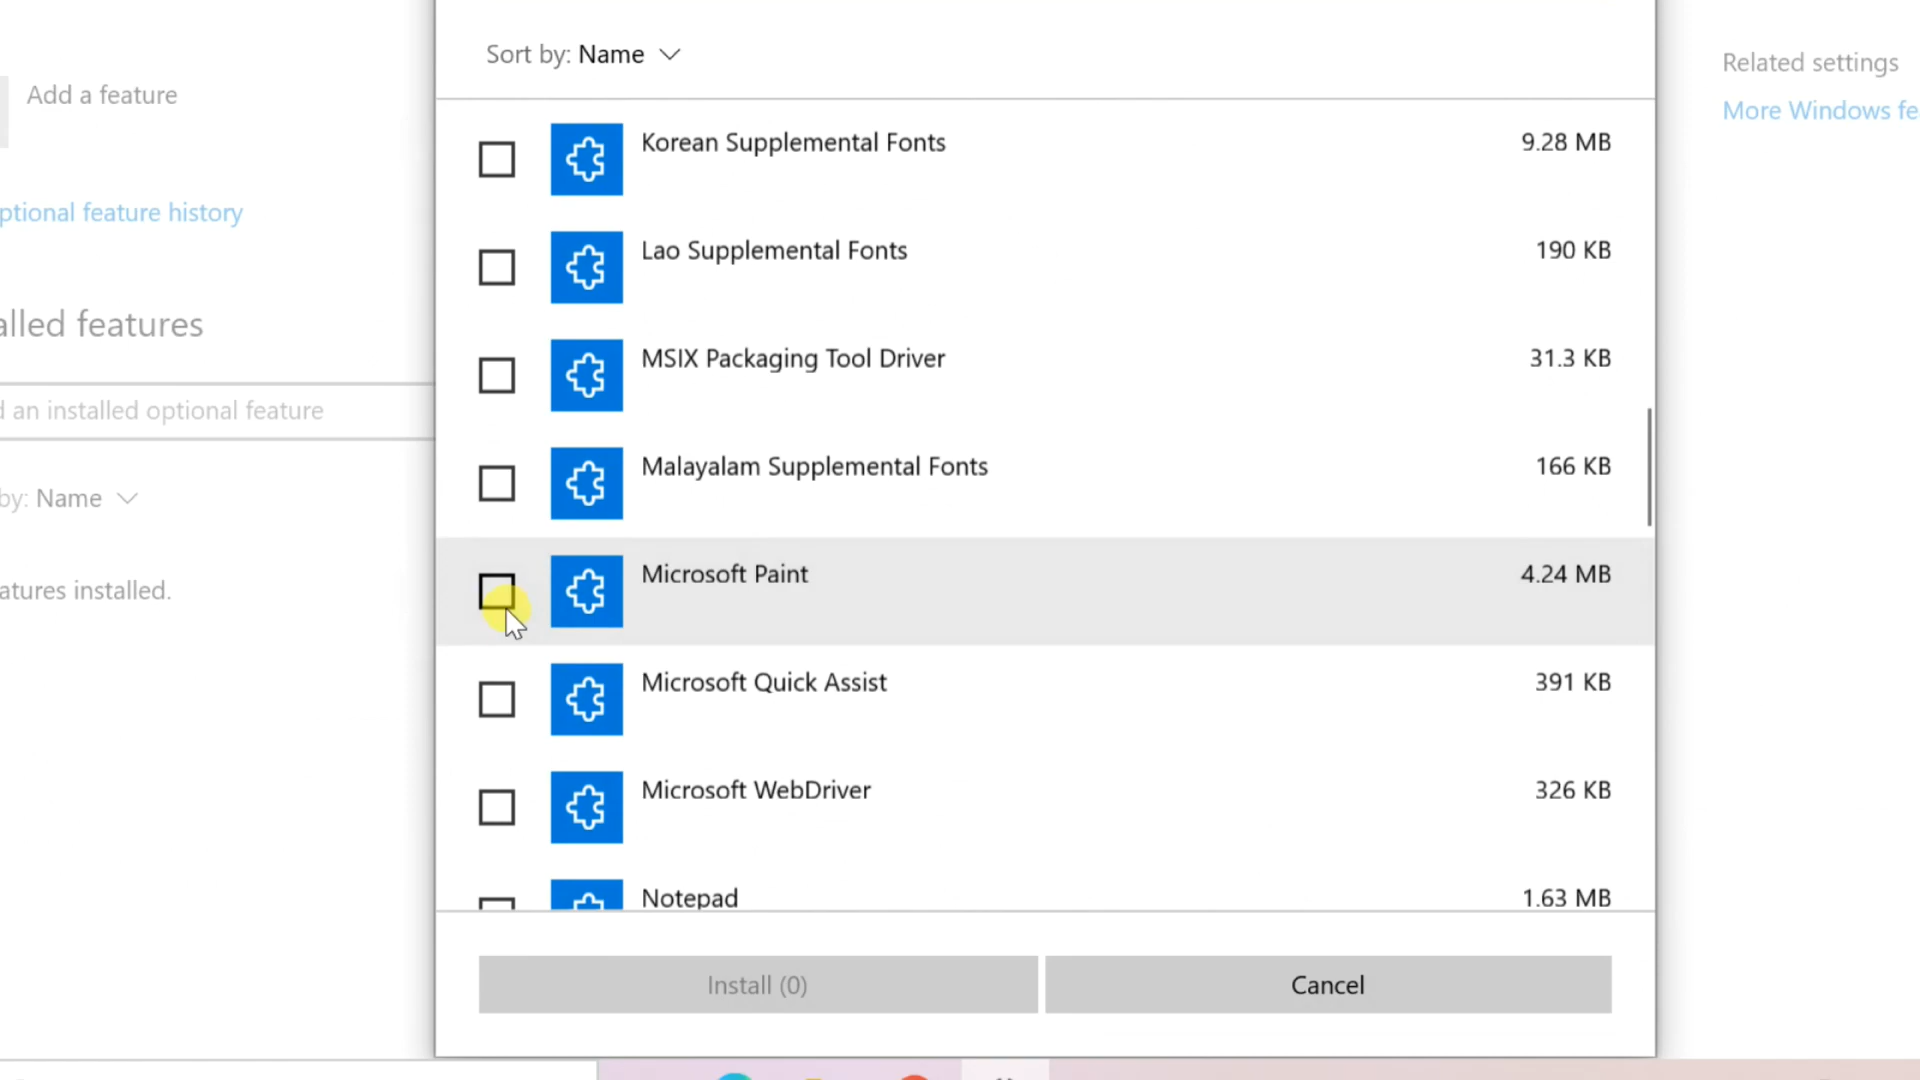 Sort by: Name
Add a feature
ptional feature history
alled features
d an installed optional feature
by: Name
atures installed.
Korean Supplemental Fonts 9.28 MB
Lao Supplemental Fonts 190 KB
MSIX Packaging Tool Driver 31.3 KB
Malayalam Supplemental Fonts 166 KB
Microsoft Paint 4.24 MB
Microsoft Quick Assist 391 KB
Microsoft WebDriver 326 KB
Notepad 1.63 MB
Install (0) Cancel
Related settings
More Windows fe